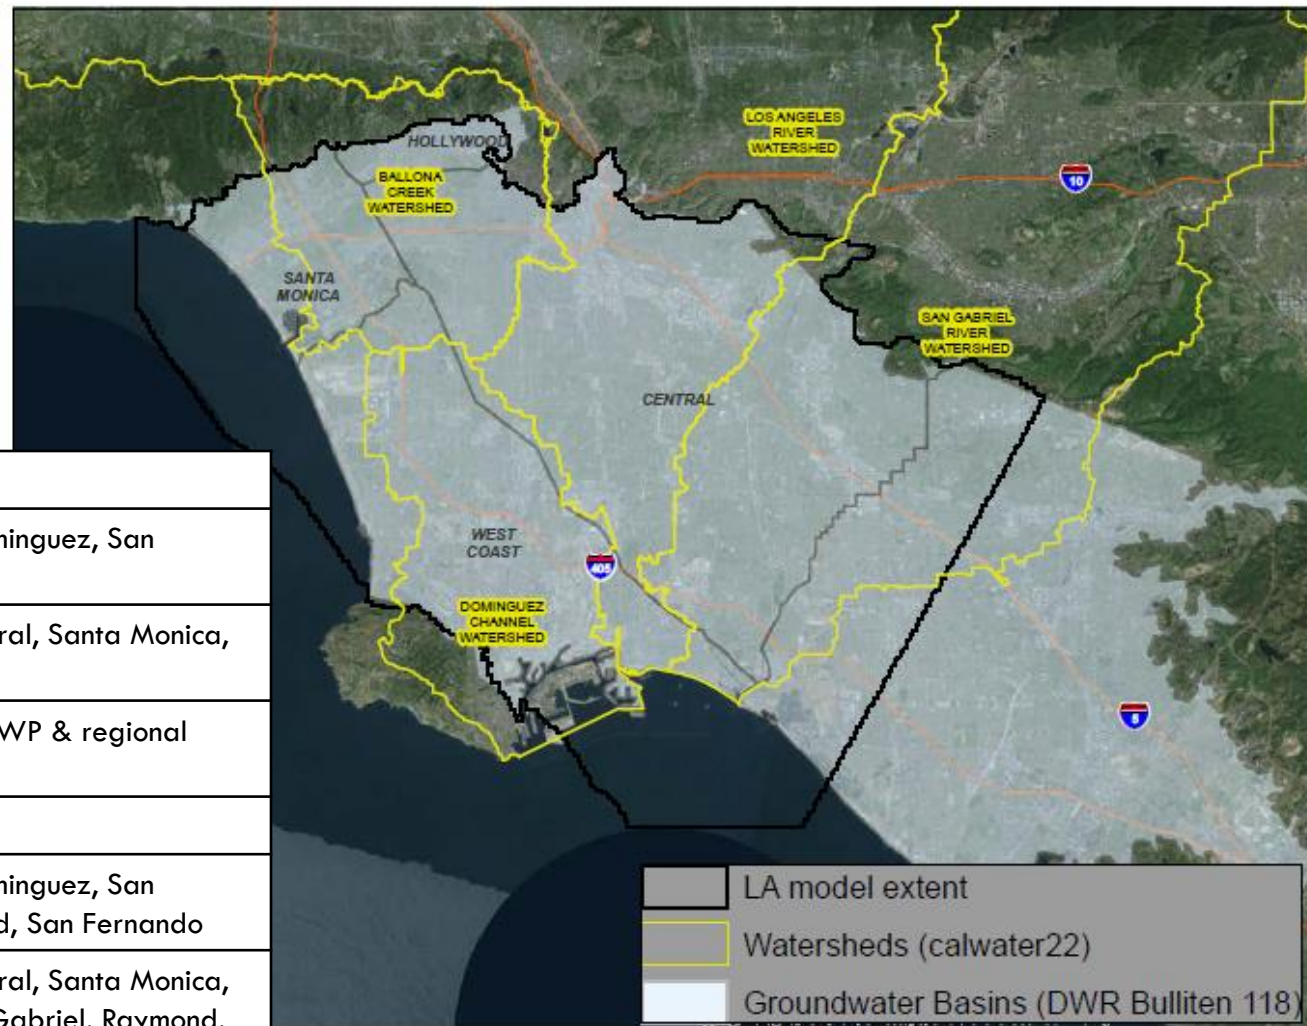 HOLLYWOOD
LOS ANGELES
RIVER
WATERSHED
10
BALLONA
CREEK
WATERSHED
SANTA
MONICA
SAN GABRIEL
RIVER
WATERSHED
CENTRAL
WEST
COAST
405
DOMINGUEZ
CHANNEL
WATERSHED
5
minguez, San
ral, Santa Monica,
WP & regional
minguez, San
d, San Fernando
ral, Santa Monica,
Gabriel, Raymond,
LA model extent
Watersheds (calwater22)
Groundwater Basins (DWR Bulliten 118)